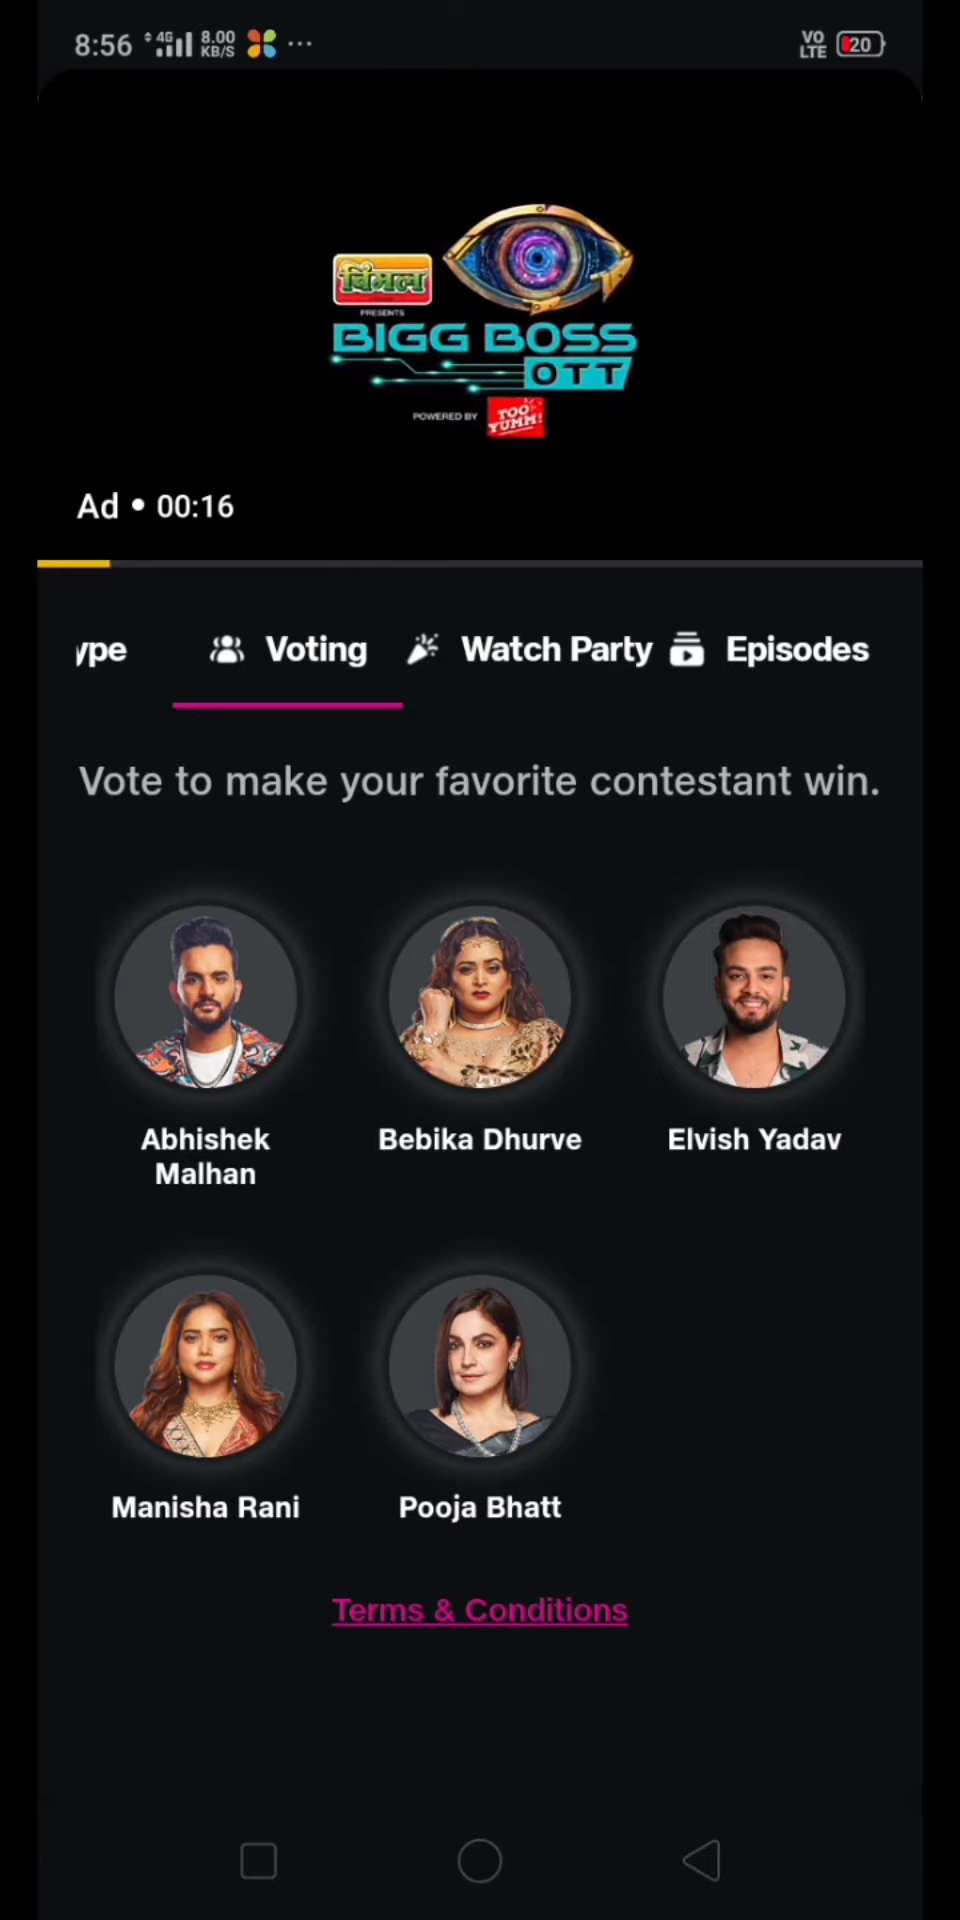 8:56 4G 8.00 KB/S ... VO LTE 20
बिमल
PRESENTS
BIGG BOSS
OTT
POWERED BY TOO YUMM!
Ad • 00:16
ype Voting Watch Party Episodes
Vote to make your favorite contestant win.
Abhishek Malhan
Bebika Dhurve
Elvish Yadav
Manisha Rani
Pooja Bhatt
Terms & Conditions